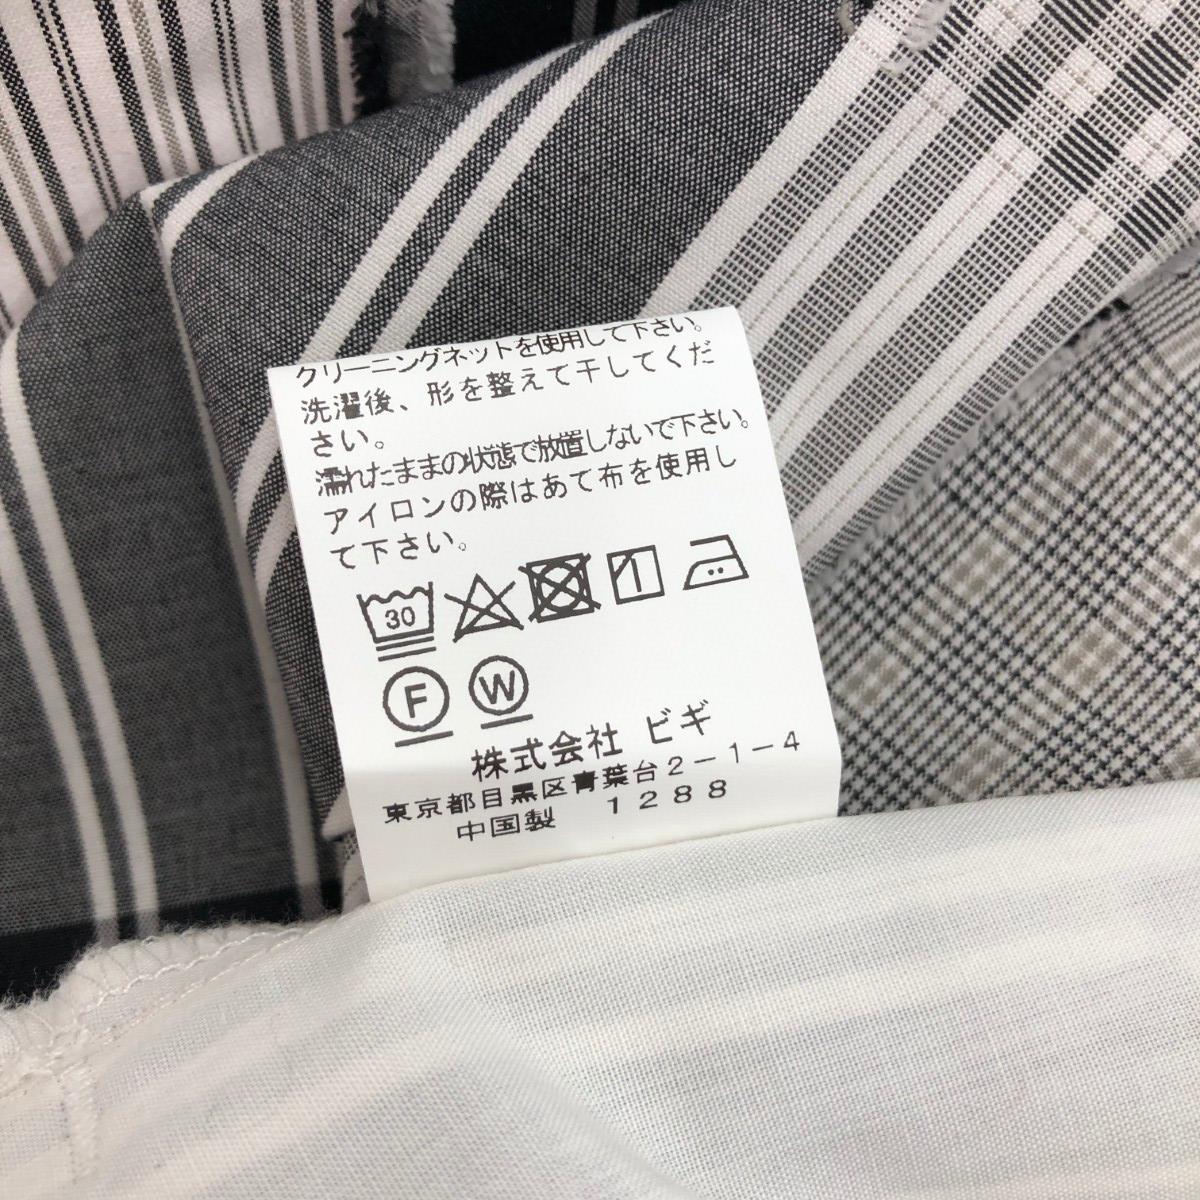 クリーニングネットを使用して下さい。
洗濯後、形を整えて干してくだ
さい。
濡れたままの状態で放置しないで下さい。
アイロンの際はあて布を使用し
て下さい。
30
F W
株式会社 ビギ
東京都目黒区青葉台2-1-4
中国製 1288